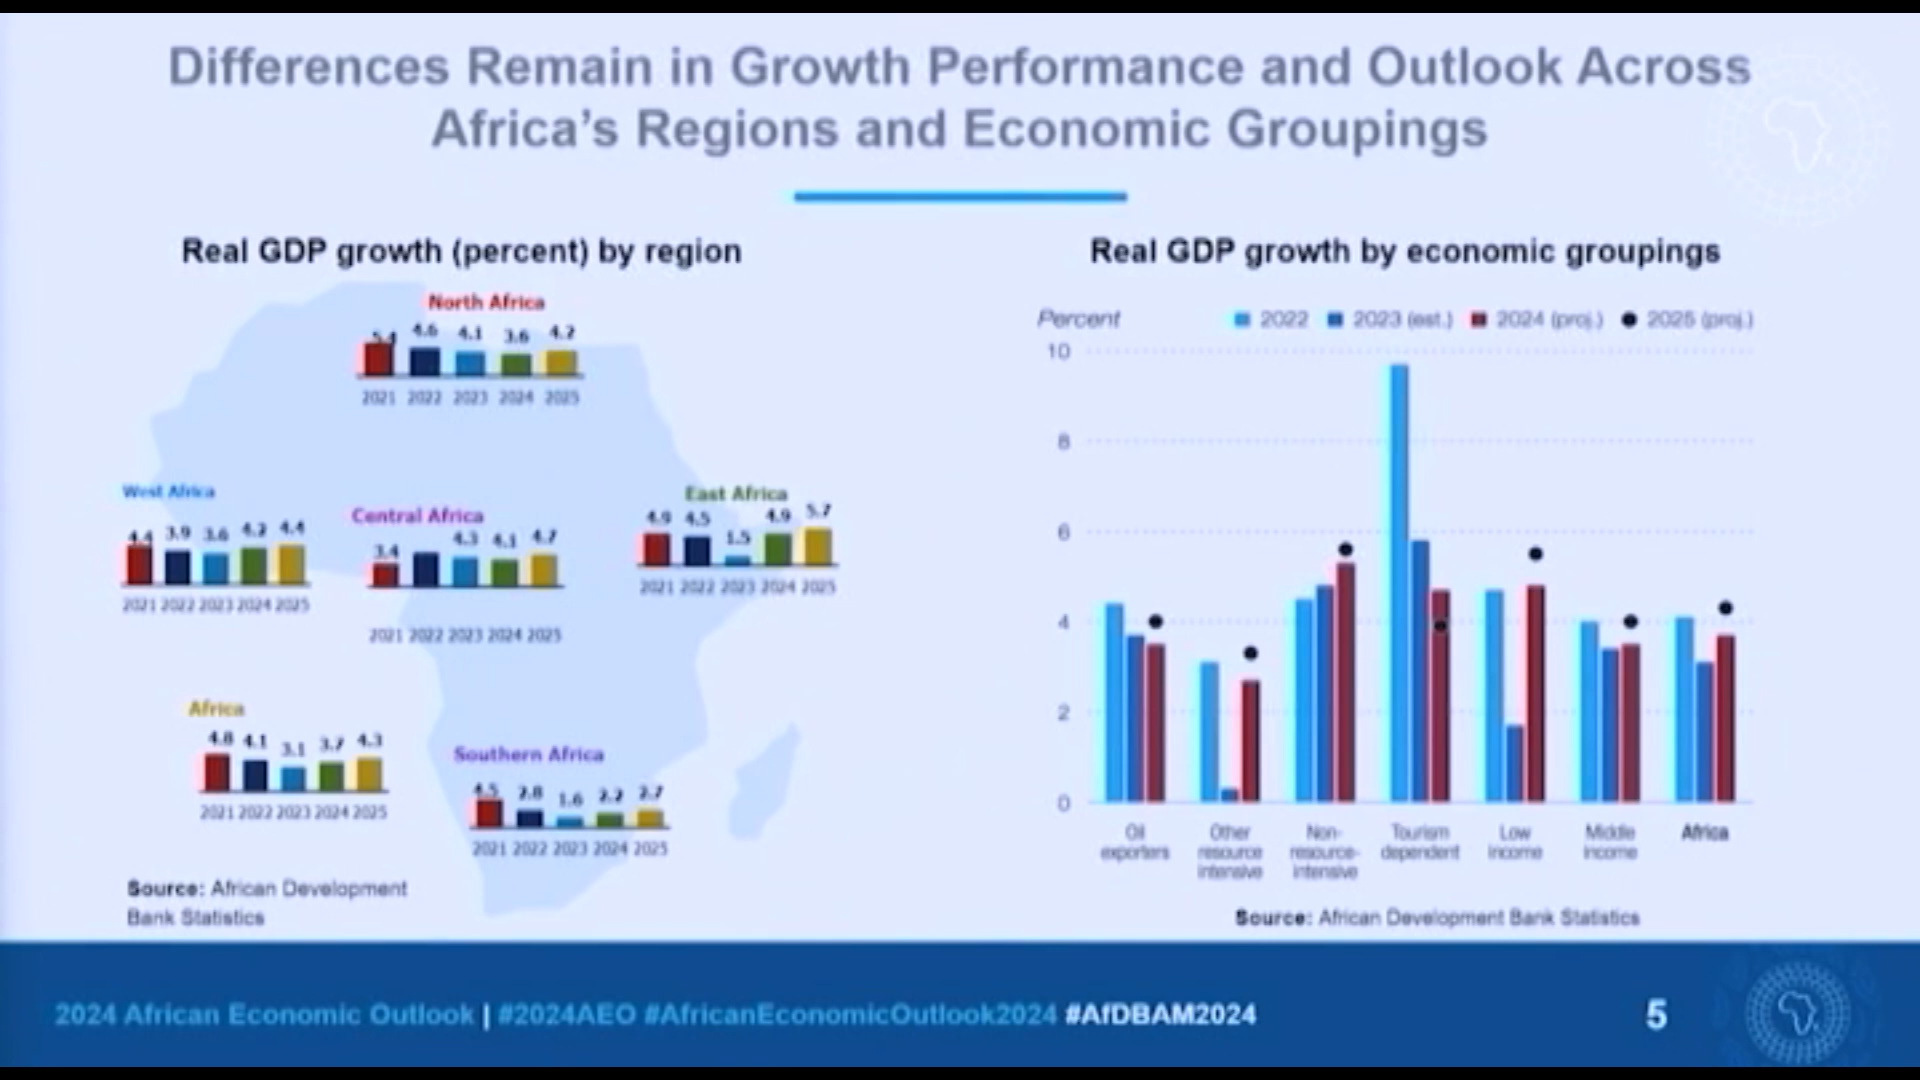 Differences Remain in Growth Performance and Outlook Across
Africa's Regions and Economic Groupings
Real GDP growth (percent) by region
North Africa
5.4 4.6 4.1 3.6 4.2
2021 2022 2023 2024 2025
West Africa
4.4 3.9 3.6 4.2 4.4
2021 2022 2023 2024 2025
Central Africa
3.4 4.3 4.1 4.7
2021 2022 2023 2024 2025
East Africa
4.9 4.5 1.5 4.9 5.7
2021 2022 2023 2024 2025
Africa
4.8 4.1 3.1 3.7 4.3
2021 2022 2023 2024 2025
Southern Africa
4.5 2.8 1.6 2.2 2.7
2021 2022 2023 2024 2025
Source: African Development
Bank Statistics
Real GDP growth by economic groupings
Percent
2022 2023 (est.) 2024 (proj.) 2025 (proj.)
10
8
6
4
2
0
Oil
exporters
Other
resource
intensive
Non-
resource-
intensive
Tourism
dependent
Low
income
Middle
income
Africa
Source: African Development Bank Statistics
2024 African Economic Outlook | #2024AEO #AfricanEconomicOutlook2024 #AfDBAM2024
5